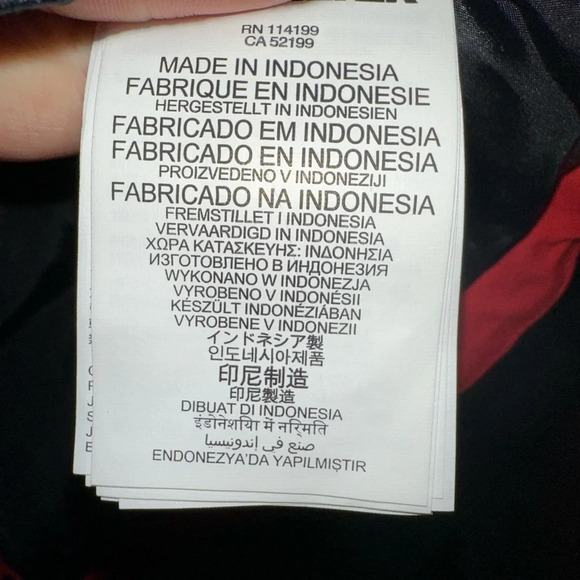 RN 114199
CA 52199
MADE IN INDONESIA
FABRIQUE EN INDONESIE
HERGESTELLT IN INDONESIEN
FABRICADO EM INDONESIA
FABRICADO EN INDONESIA
PROIZVEDENO V INDONEZIJI
FABRICADO NA INDONESIA
FREMSTILLET I INDONESIA
VERVAARDIGD IN INDONESIA
ΧΩΡΑ ΚΑΤΑΣΚΕΥΗΣ: ΙΝΔΟΝΗΣΙΑ
ИЗГОТОВЛЕНО В ИНДОНЕЗИЯ
WYKONANO W INDONEZJA
VYROBENO V INDONÉSII
KÉSZÜLT INDONÉZIÁBAN
VYROBENE V INDONEZII
インドネシア製
인도네시아제품
印尼制造
印尼製造
DIBUAT DI INDONESIA
इंडोनेशिया में निर्मित
صنع في إندونيسيا
ENDONEZYA'DA YAPILMIŞTIR